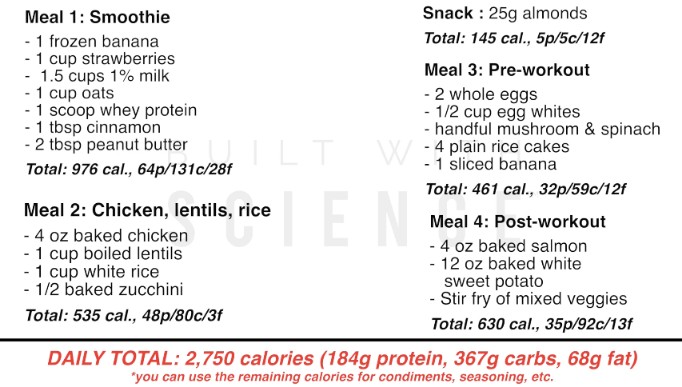 Meal 1: Smoothie
- 1 frozen banana
- 1 cup strawberries
- 1.5 cups 1% milk
- 1 cup oats
- 1 scoop whey protein
- 1 tbsp cinnamon
- 2 tbsp peanut butter
Total: 976 cal., 64p/131c/28f
Meal 2: Chicken, lentils, rice
- 4 oz baked chicken
- 1 cup boiled lentils
- 1 cup white rice
- 1/2 baked zucchini
Total: 535 cal., 48p/80c/3f
Snack : 25g almonds
Total: 145 cal., 5p/5c/12f
Meal 3: Pre-workout
- 2 whole eggs
- 1/2 cup egg whites
- handful mushroom & spinach
- 4 plain rice cakes
- 1 sliced banana
Total: 461 cal., 32p/59c/12f
Meal 4: Post-workout
- 4 oz baked salmon
- 12 oz baked white
sweet potato
- Stir fry of mixed veggies
Total: 630 cal., 35p/92c/13f
BUILT W
SCIENCE
DAILY TOTAL: 2,750 calories (184g protein, 367g carbs, 68g fat)
*you can use the remaining calories for condiments, seasoning, etc.